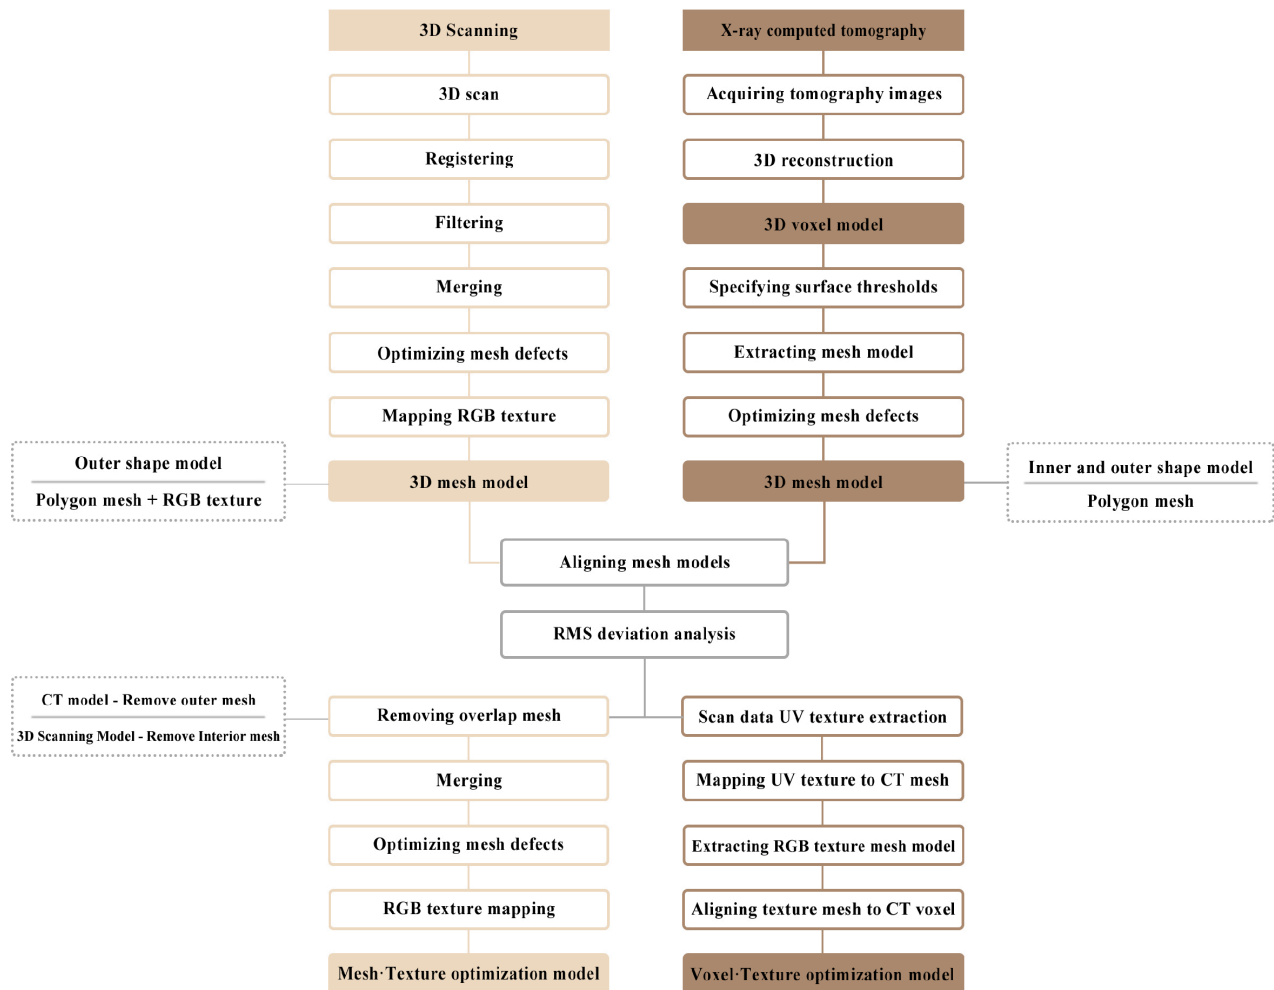 3D Scanning
3D scan
Registering
Filtering
Merging
Optimizing mesh defects
Mapping RGB texture
3D mesh model
Outer shape model
Polygon mesh + RGB texture
X-ray computed tomography
Acquiring tomography images
3D reconstruction
3D voxel model
Specifying surface thresholds
Extracting mesh model
Optimizing mesh defects
3D mesh model
Inner and outer shape model
Polygon mesh
Aligning mesh models
RMS deviation analysis
CT model - Remove outer mesh
3D Scanning Model - Remove Interior mesh
Removing overlap mesh
Merging
Optimizing mesh defects
RGB texture mapping
Mesh·Texture optimization model
Scan data UV texture extraction
Mapping UV texture to CT mesh
Extracting RGB texture mesh model
Aligning texture mesh to CT voxel
Voxel·Texture optimization model